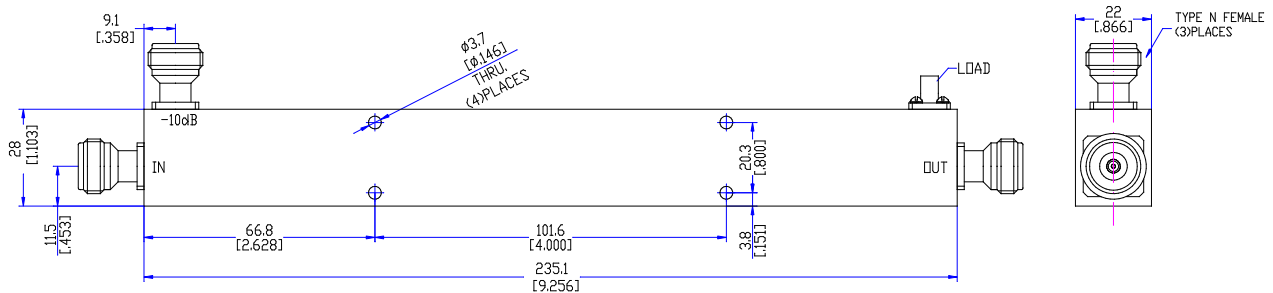 9.1
[.358]
ø3.7
[ø.146]
THRU.
(4)PLACES
LOAD
22
[.866]
TYPE N FEMALE
(3)PLACES
-10dB
28
[1.103]
IN
20.3
[.800]
OUT
11.5
[.453]
66.8
[2.628]
101.6
[4.000]
3.8
[.151]
235.1
[9.256]